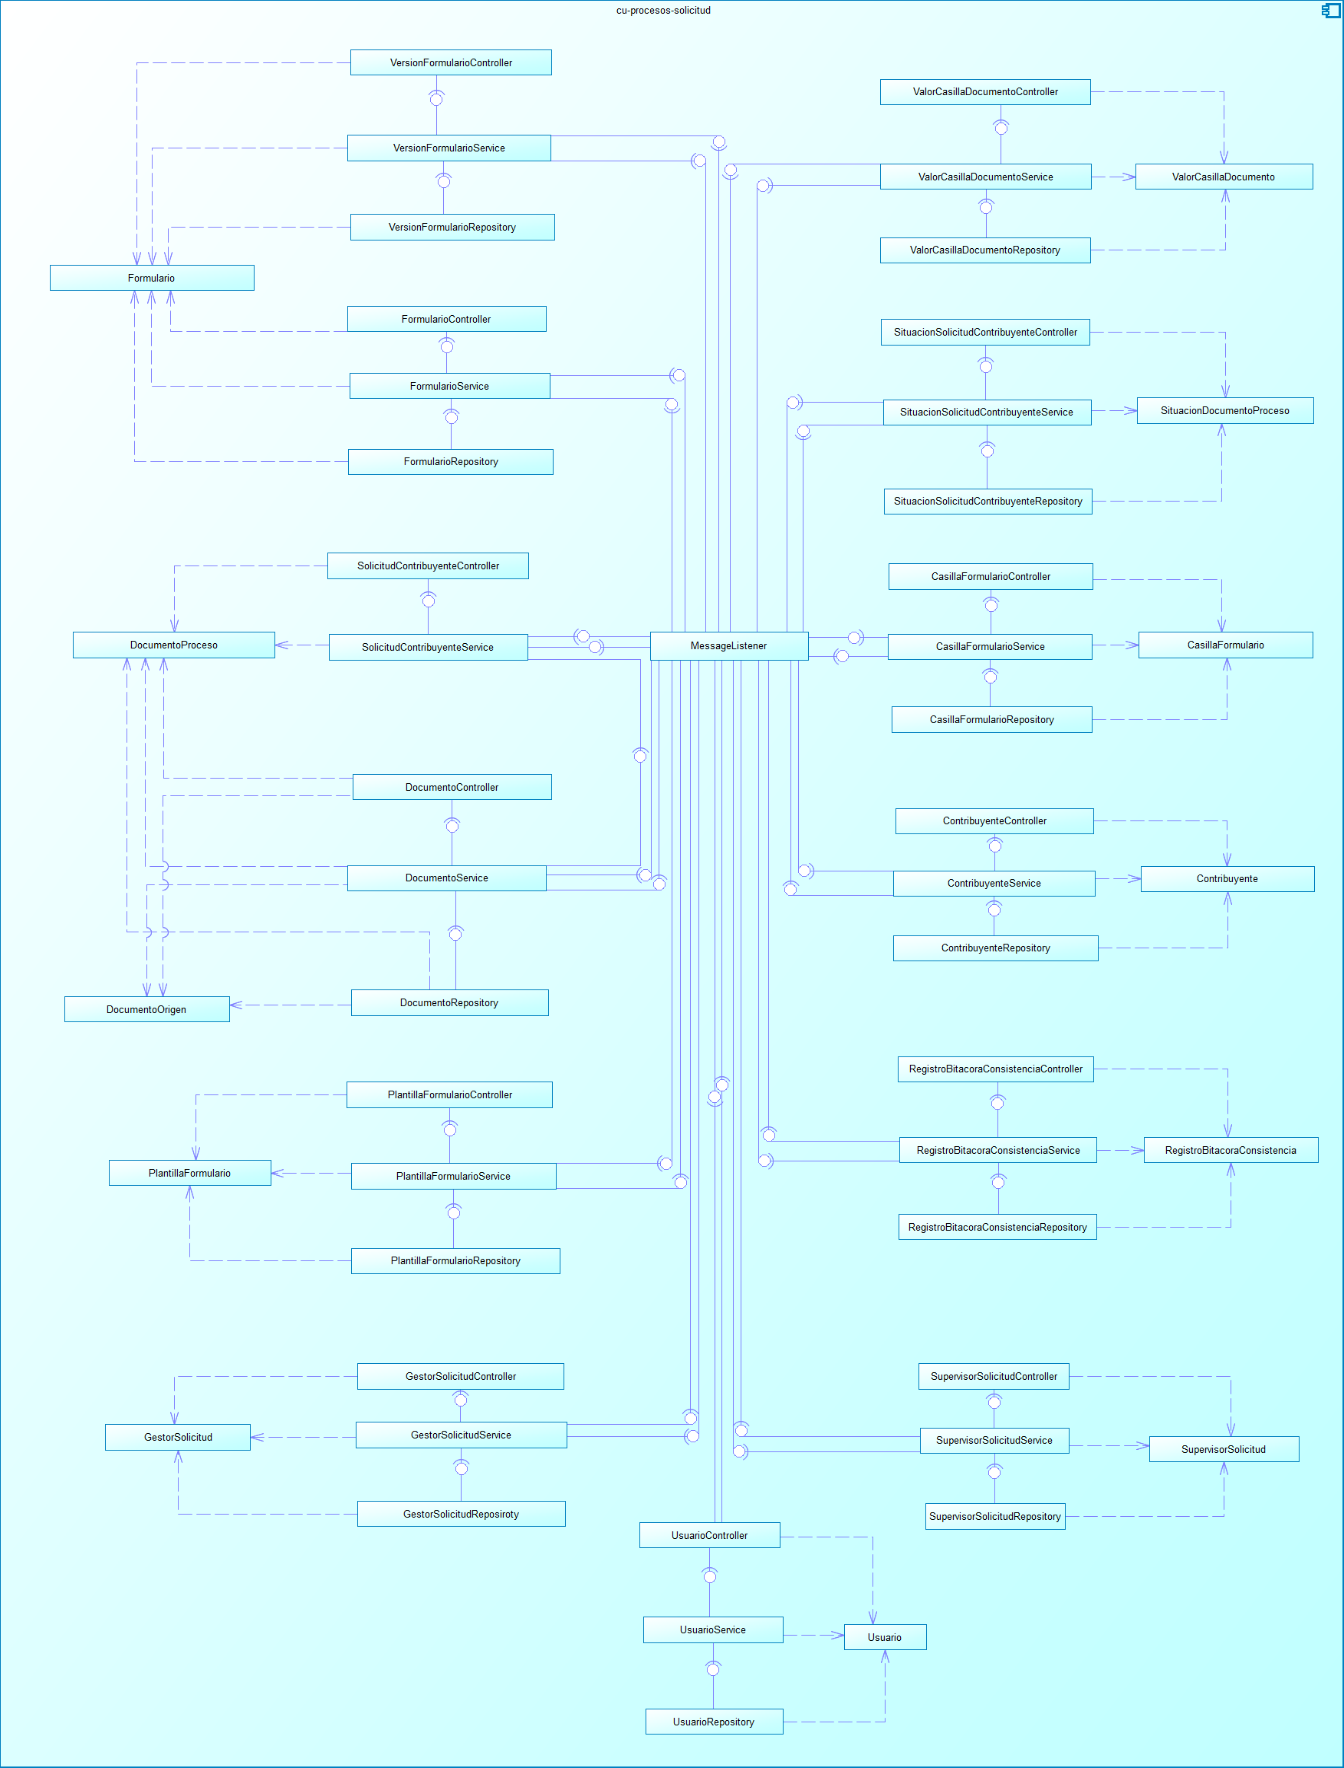 cu-procesos-solicitud
VersionFormularioController
ValorCasillaDocumentoController
VersionFormularioService
ValorCasillaDocumentoService
ValorCasillaDocumento
VersionFormularioRepository
ValorCasillaDocumentoRepository
Formulario
FormularioController
SituacionSolicitudContribuyenteController
FormularioService
SituacionSolicitudContribuyenteService
SituacionDocumentoProceso
FormularioRepository
SituacionSolicitudContribuyenteRepository
SolicitudContribuyenteController
CasillaFormularioController
DocumentoProceso
SolicitudContribuyenteService
MessageListener
CasillaFormularioService
CasillaFormulario
CasillaFormularioRepository
DocumentoController
ContribuyenteController
DocumentoService
ContribuyenteService
Contribuyente
ContribuyenteRepository
DocumentoOrigen
DocumentoRepository
PlantillaFormularioController
RegistroBitacoraConsistenciaController
PlantillaFormulario
PlantillaFormularioService
RegistroBitacoraConsistenciaService
RegistroBitacoraConsistencia
RegistroBitacoraConsistenciaRepository
PlantillaFormularioRepository
GestorSolicitudController
SupervisorSolicitudController
GestorSolicitud
GestorSolicitudService
SupervisorSolicitudService
SupervisorSolicitud
GestorSolicitudReposiroty
SupervisorSolicitudRepository
UsuarioController
UsuarioService
Usuario
UsuarioRepository